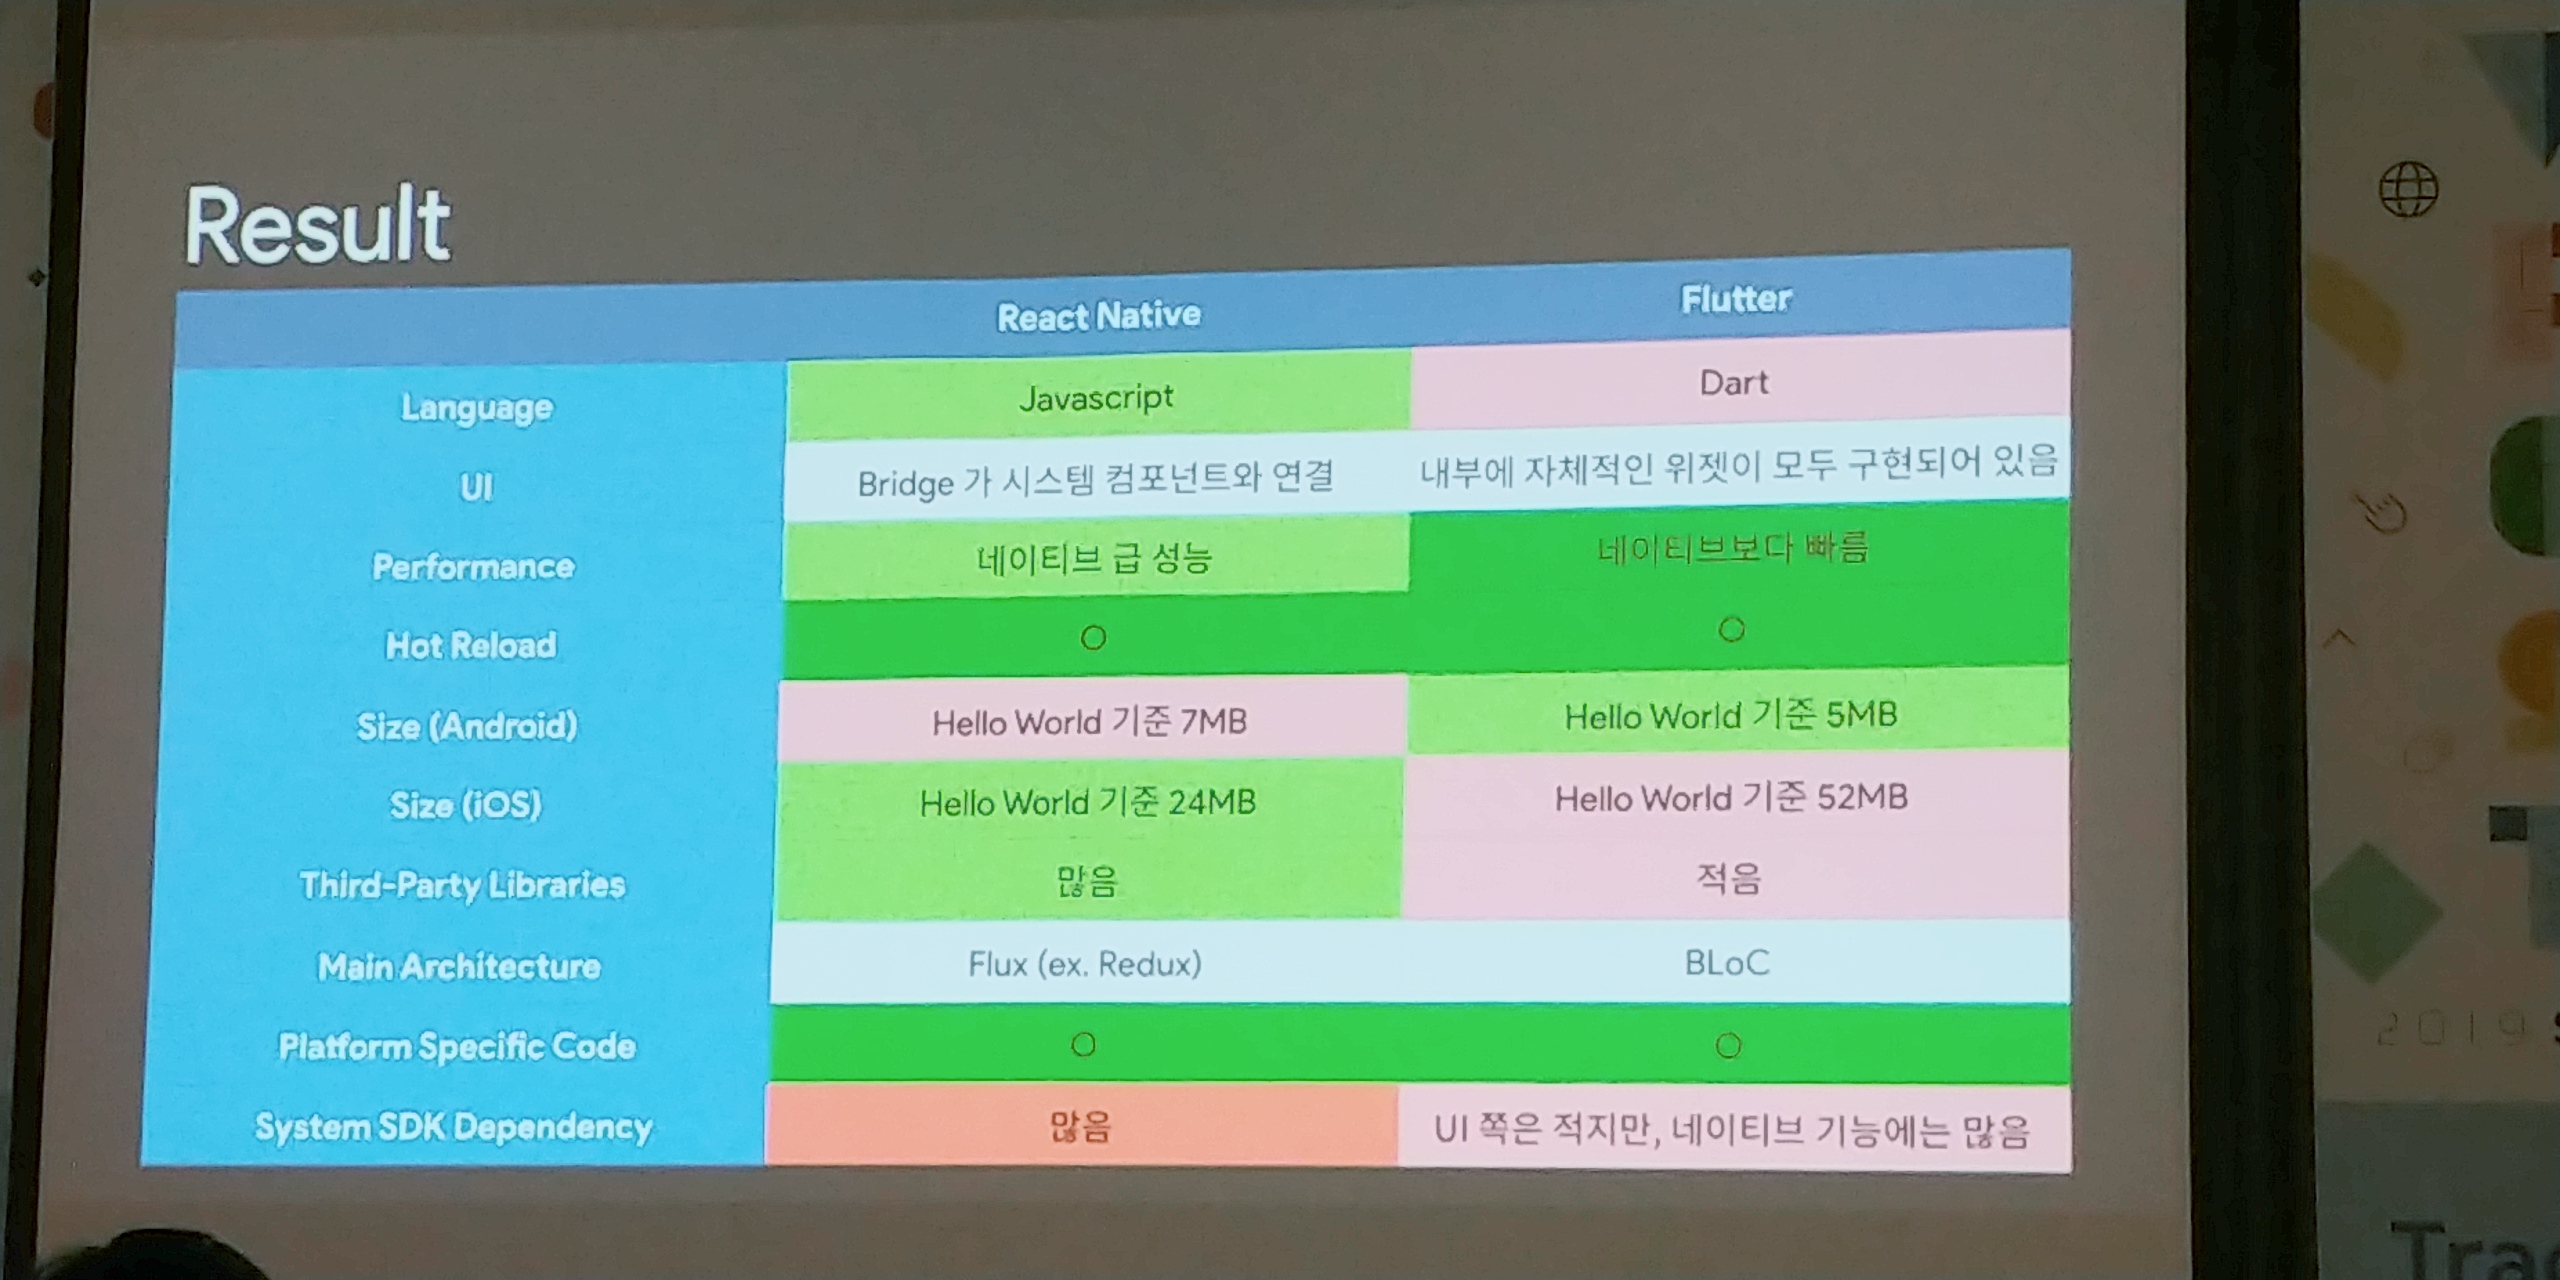 Result
React Native Flutter
Language Javascript Dart
UI Bridge 가 시스템 컴포넌트와 연결 내부에 자체적인 위젯이 모두 구현되어 있음
Performance 네이티브 급 성능 네이티브보다 빠름
Hot Reload ○ ○
Size (Android) Hello World 기준 7MB Hello World 기준 5MB
Size (iOS) Hello World 기준 24MB Hello World 기준 52MB
Third-Party Libraries 많음 적음
Main Architecture Flux (ex. Redux) BLoC
Platform Specific Code ○ ○
System SDK Dependency 많음 UI 쪽은 적지만, 네이티브 기능에는 많음
2019